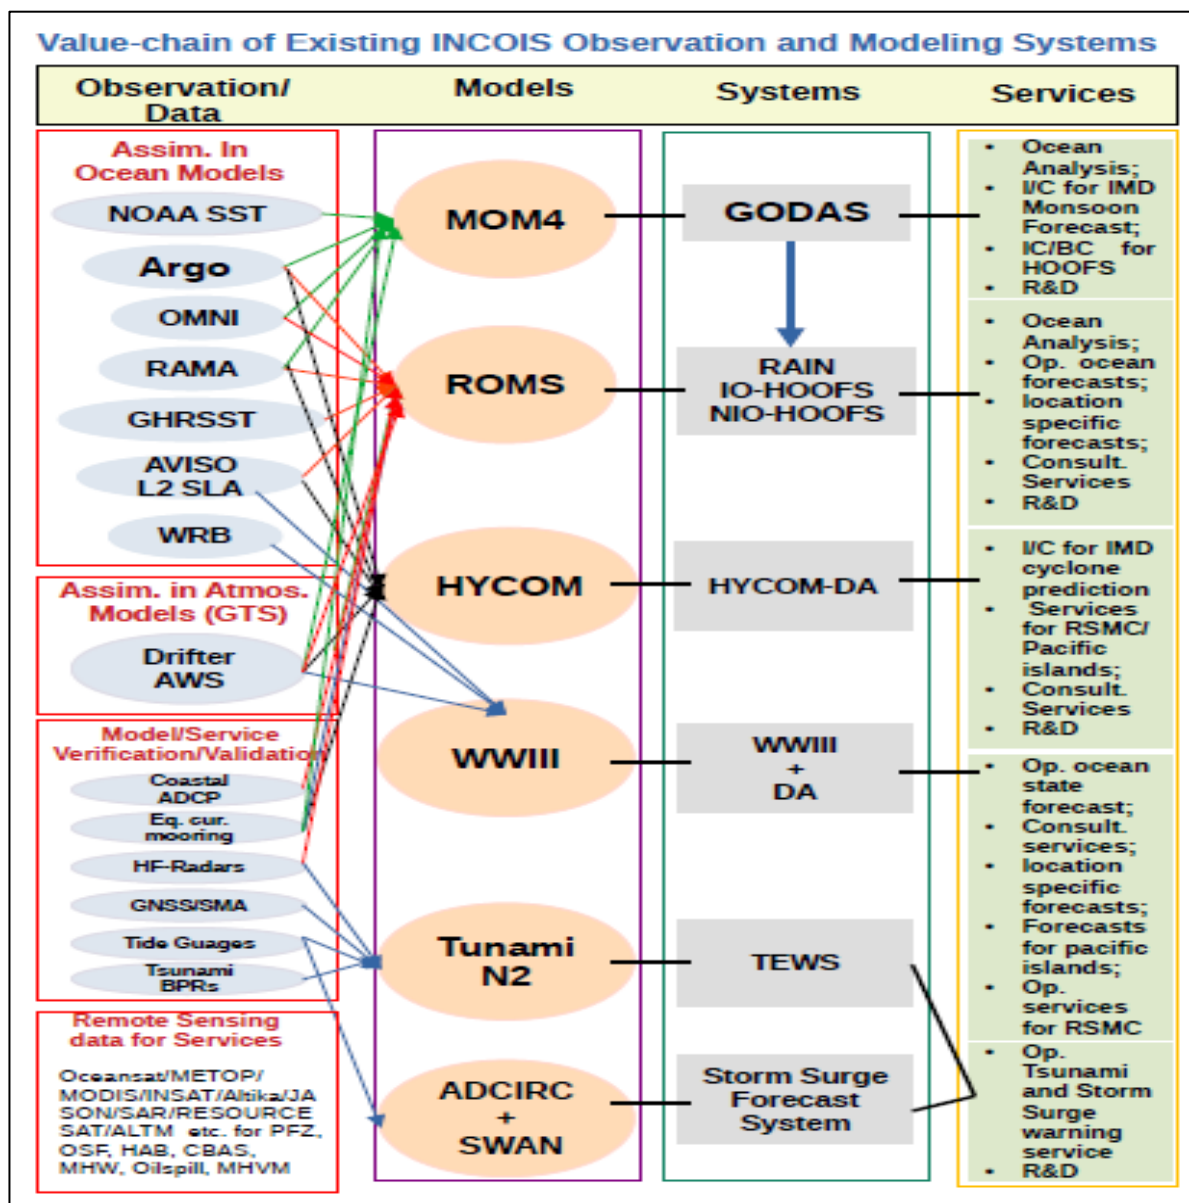 Value-chain of Existing INCOIS Observation and Modeling Systems
Observation/
Data
Models
Systems
Services
Assim. In
Ocean Models
NOAA SST
Argo
OMNI
RAMA
GHRSST
AVISO
L2 SLA
WRB
Assim. in Atmos.
Models (GTS)
Drifter
AWS
Model/Service
Verification/Validation
Coastal
ADCP
Eq. cur.
mooring
HF-Radars
GNSS/SMA
Tide Guages
Tsunami
BPRs
Remote Sensing
data for Services
Oceansat/METOP/
MODIS/INSAT/Altika/JA
SON/SAR/RESOURCE
SAT/ALTM etc. for PFZ,
OSF, HAB, CBAS,
MHW, Oilspill, MHVM
MOM4
ROMS
HYCOM
WWIII
Tunami
N2
ADCIRC
+
SWAN
GODAS
RAIN
IO-HOOFS
NIO-HOOFS
HYCOM-DA
WWIII
+
DA
TEWS
Storm Surge
Forecast
System
• Ocean
Analysis;
• I/C for IMD
Monsoon
Forecast;
• IC/BC for
HOOFS
• R&D
• Ocean
Analysis;
• Op. ocean
forecasts;
• location
specific
forecasts;
• Consult.
Services
• R&D
• I/C for IMD
cyclone
prediction
• Services
for RSMC/
Pacific
islands;
• Consult.
Services
• R&D
• Op. ocean
state
forecast;
• Consult.
services;
• location
specific
forecasts;
• Forecasts
for pacific
islands;
• Op.
services
for RSMC
• Op.
Tsunami
and Storm
Surge
warning
service
• R&D